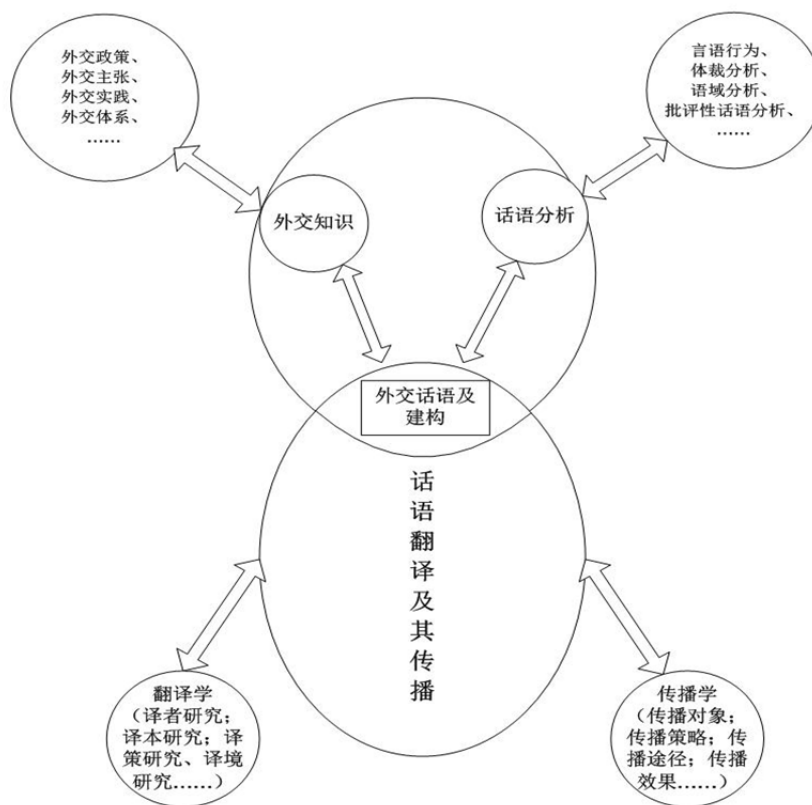 外交政策、
外交主张、
外交实践、
外交体系、
……
言语行为、
体裁分析、
语域分析、
批评性话语分析、
……
外交知识
话语分析
外交话语及
建构
话语翻译及其传播
翻译学
（译者研究；
译本研究；译
策研究、译境
研究……）
传播学
（传播对象；
传播策略；传
播途径；传播
效果……）